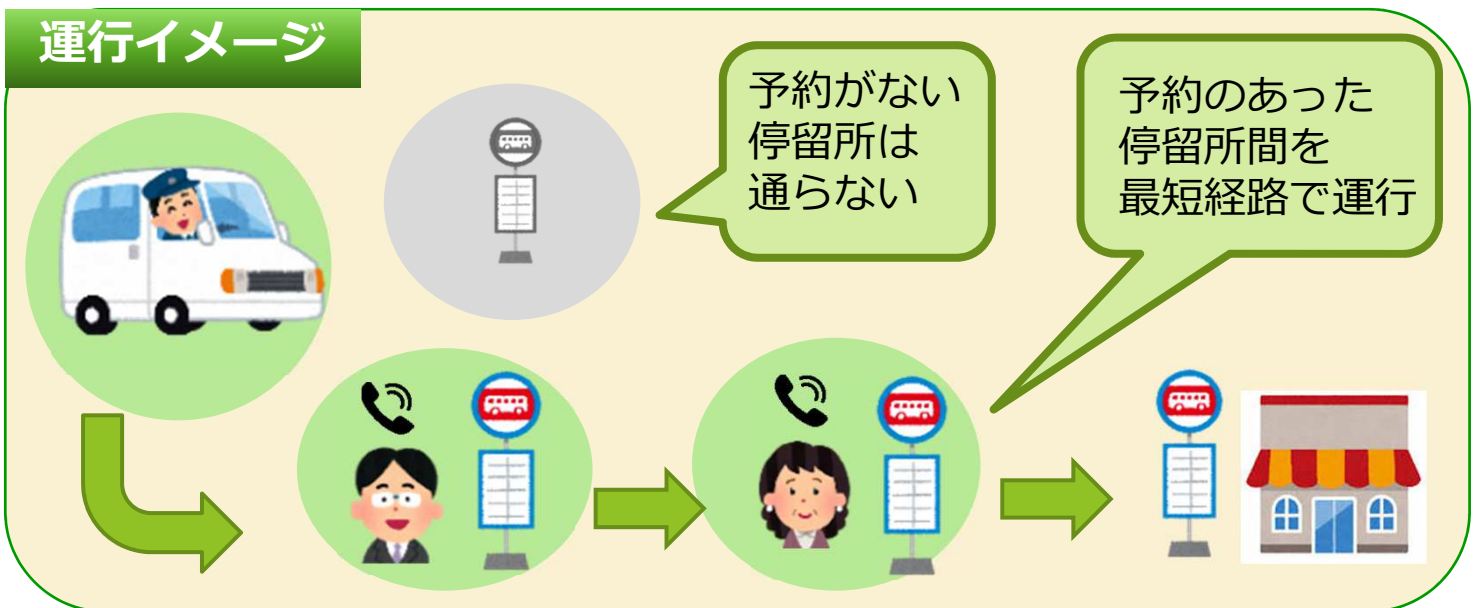 運行イメージ
予約がない
停留所は
通らない
予約のあった
停留所間を
最短経路で運行